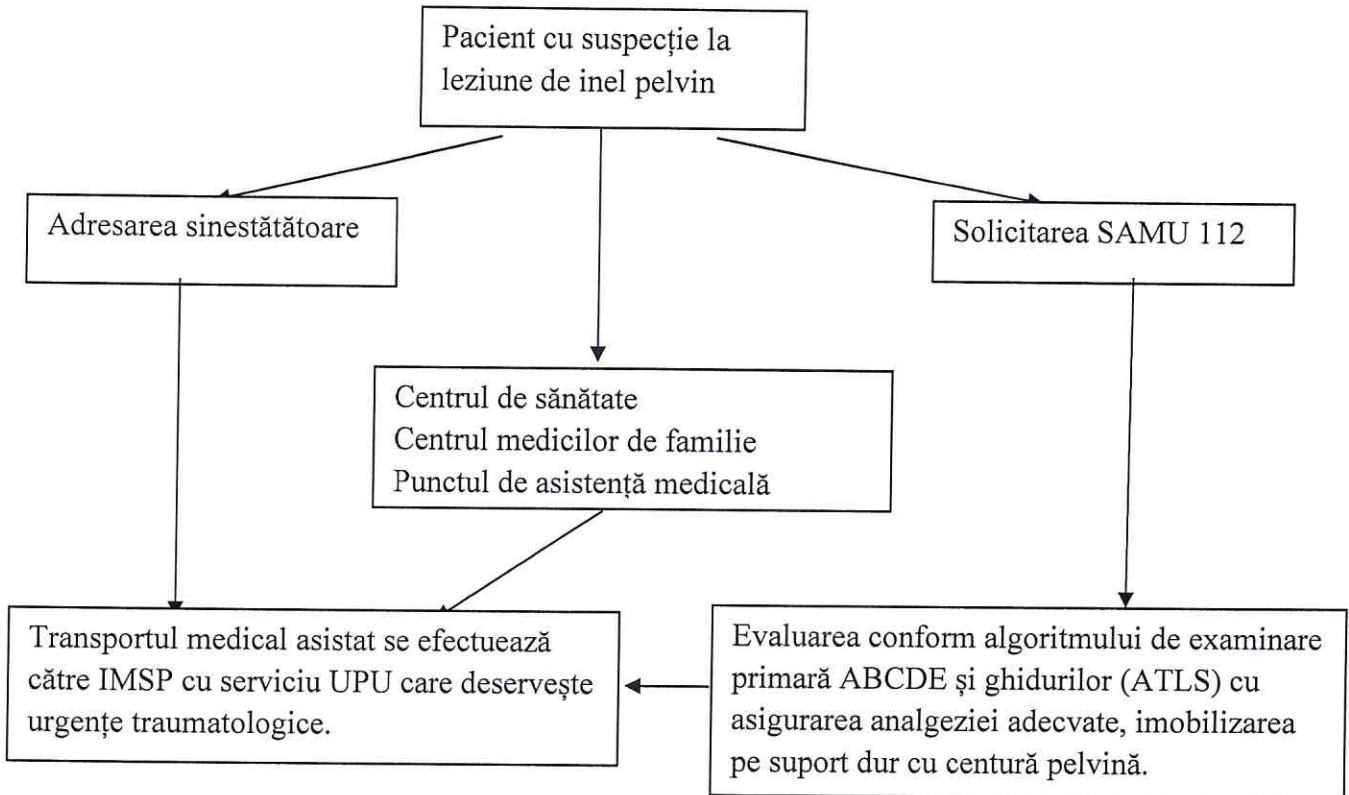 Pacient cu suspecție la
leziune de inel pelvin
Adresarea sinestătătoare
Solicitarea SAMU 112
Centrul de sănătate
Centrul medicilor de familie
Punctul de asistență medicală
Transportul medical asistat se efectuează
către IMSP cu serviciu UPU care deservește
urgențe traumatologice.
Evaluarea conform algoritmului de examinare
primară ABCDE și ghidurilor (ATLS) cu
asigurarea analgeziei adecvate, imobilizarea
pe suport dur cu centură pelvină.